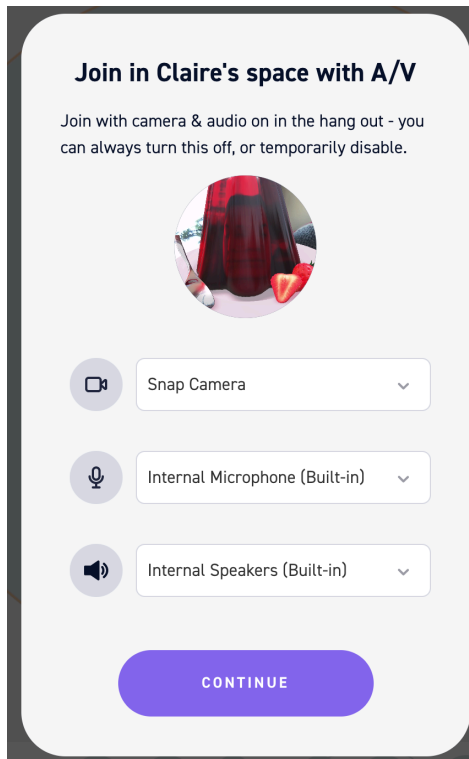 Join in Claire's space with A/V
Join with camera & audio on in the hang out - you
can always turn this off, or temporarily disable.
Snap Camera
Internal Microphone (Built-in)
Internal Speakers (Built-in)
CONTINUE